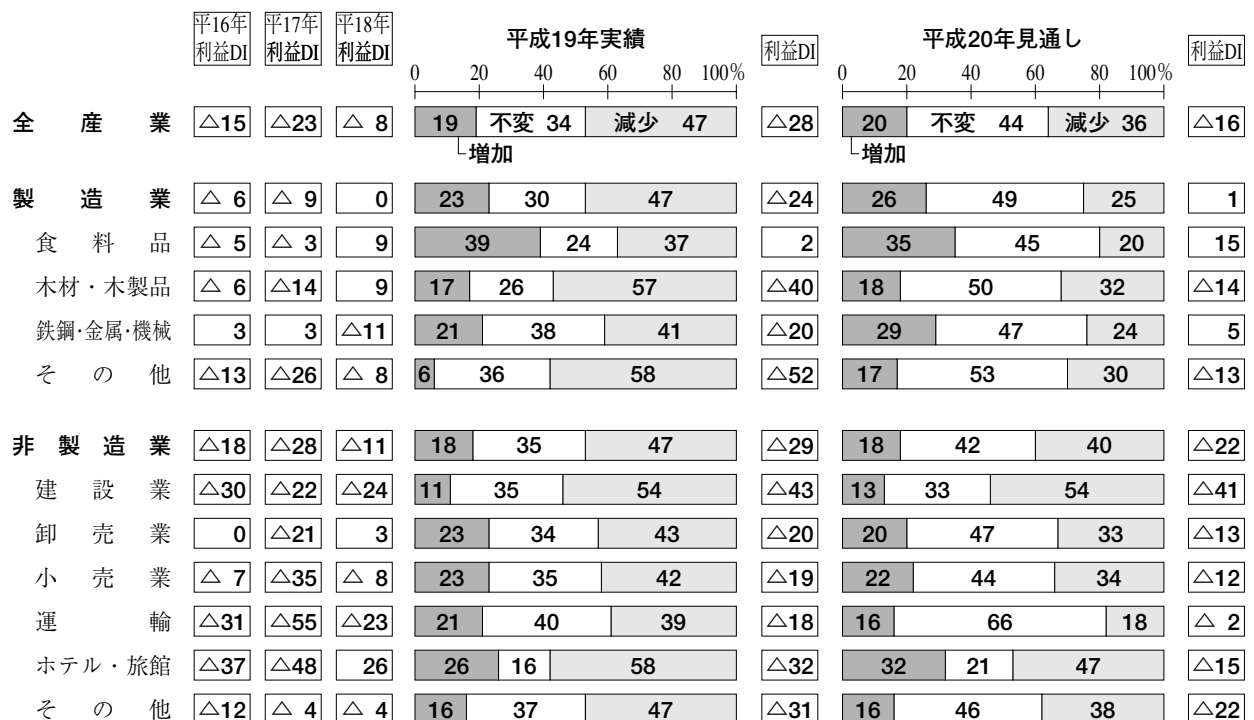 平16年 平17年 平18年
利益DI 利益DI 利益DI 平成19年実績 利益DI 平成20年見通し 利益DI
0 20 40 60 80 100% 0 20 40 60 80 100%
全産業 △15 △23 △8 19 不変 34 減少 47 △28 20 不変 44 減少 36 △16
増加 増加
製造業 △6 △9 0 23 30 47 △24 26 49 25 1
食料品 △5 △3 9 39 24 37 2 35 45 20 15
木材・木製品 △6 △14 9 17 26 57 △40 18 50 32 △14
鉄鋼・金属・機械 3 3 △11 21 38 41 △20 29 47 24 5
その他 △13 △26 △8 6 36 58 △52 17 53 30 △13
非製造業 △18 △28 △11 18 35 47 △29 18 42 40 △22
建設業 △30 △22 △24 11 35 54 △43 13 33 54 △41
卸売業 0 △21 3 23 34 43 △20 20 47 33 △13
小売業 △7 △35 △8 23 35 42 △19 22 44 34 △12
運輸 △31 △55 △23 21 40 39 △18 16 66 18 △2
ホテル・旅館 △37 △48 26 26 16 58 △32 32 21 47 △15
その他 △12 △4 △4 16 37 47 △31 16 46 38 △22